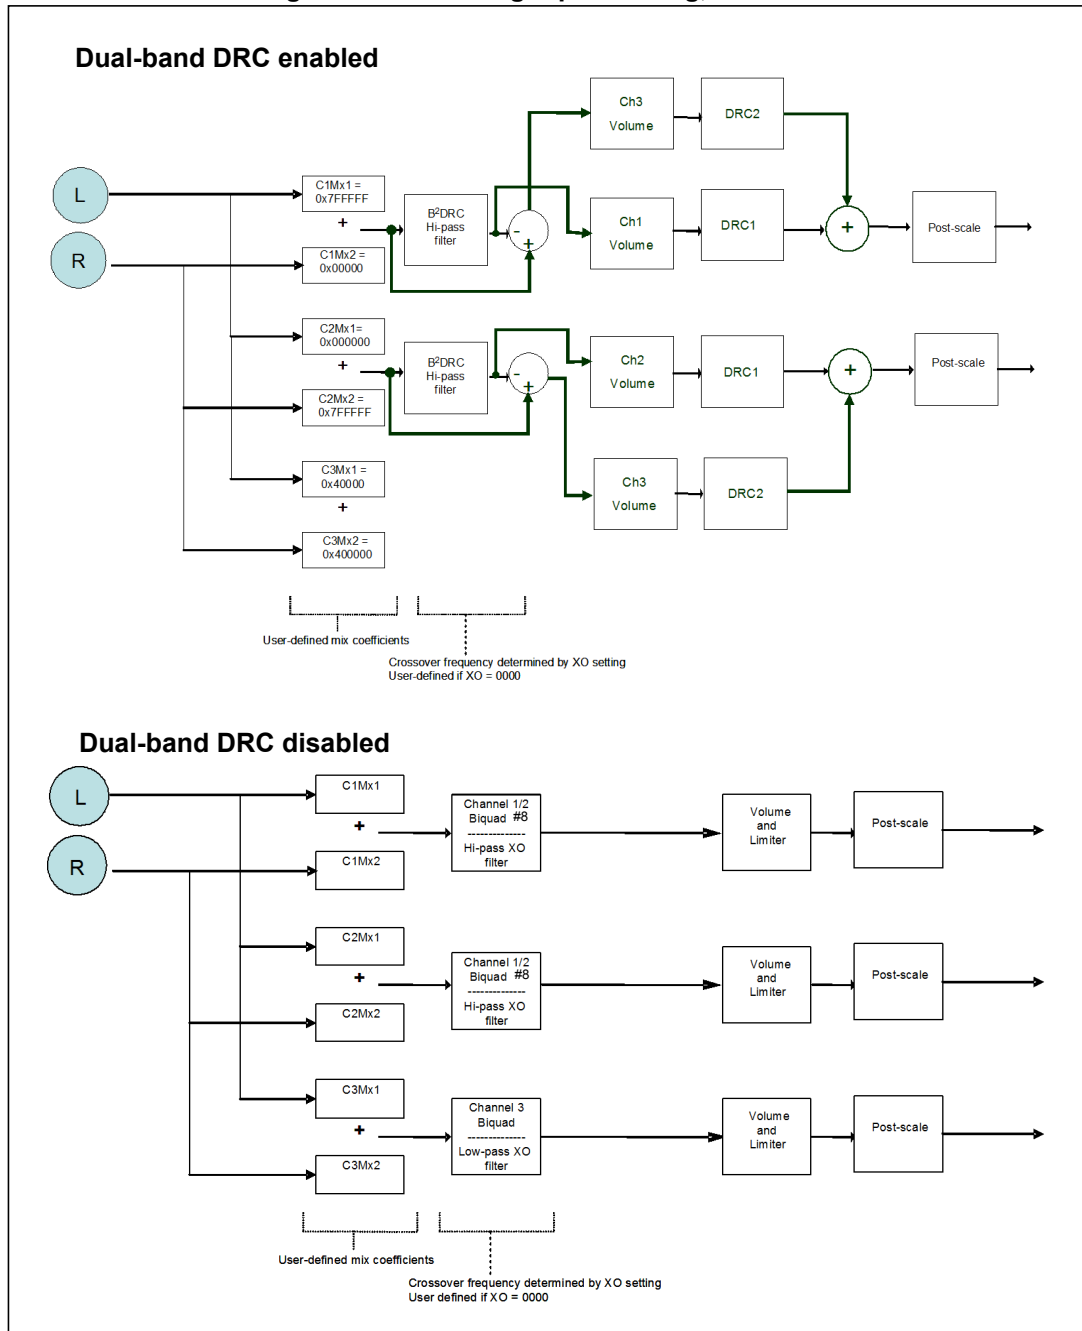 Dual-band DRC enabled
Ch3
Volume
DRC2
L
C1Mx1 =
0x7FFFFF
+
B²DRC
Hi-pass
filter
-
+
Ch1
Volume
DRC1
+
Post-scale
R
C1Mx2 =
0x00000
C2Mx1=
0x000000
+
B²DRC
Hi-pass
filter
-
+
Ch2
Volume
DRC1
+
Post-scale
C2Mx2 =
0x7FFFFF
C3Mx1 =
0x40000
+
Ch3
Volume
DRC2
C3Mx2 =
0x400000
User-defined mix coefficients
Crossover frequency determined by XO setting
User-defined if XO = 0000
Dual-band DRC disabled
L
C1Mx1
+
Channel 1/2
Biquad #8
--------------
Hi-pass XO
filter
Volume
and
Limiter
Post-scale
R
C1Mx2
C2Mx1
+
Channel 1/2
Biquad #8
--------------
Hi-pass XO
filter
Volume
and
Limiter
Post-scale
C2Mx2
C3Mx1
+
Channel 3
Biquad
--------------
Low-pass XO
filter
Volume
and
Limiter
Post-scale
C3Mx2
User-defined mix coefficients
Crossover frequency determined by XO setting
User defined if XO = 0000